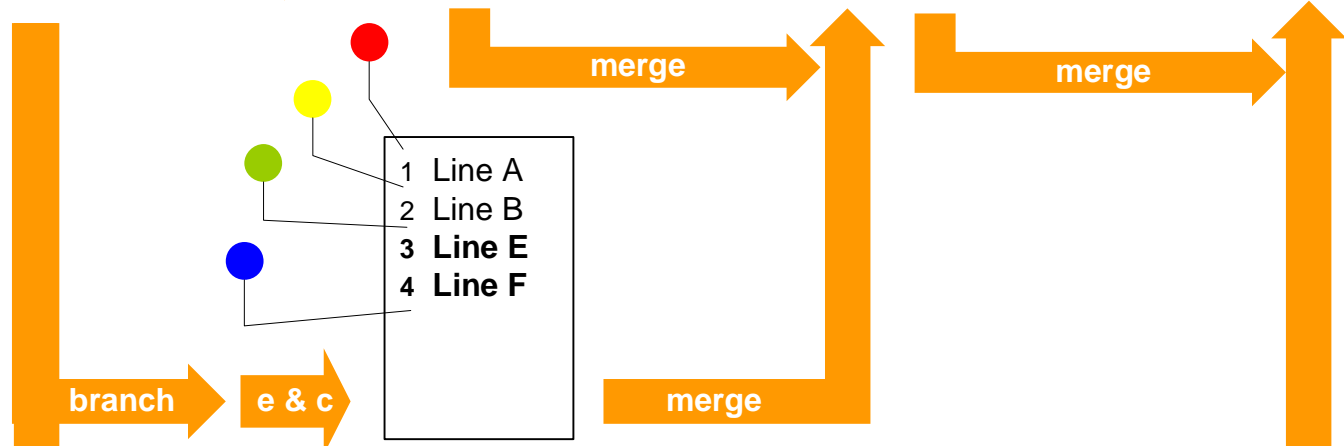 merge
merge
1 Line A
2 Line B
3 Line E
4 Line F
branch
e & c
merge